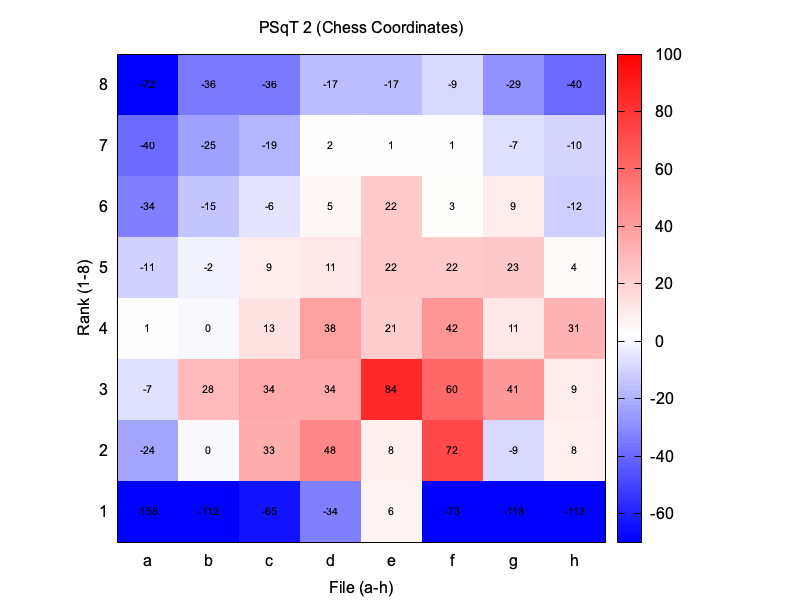 PSqT 2 (Chess Coordinates)
8 -72 -36 -36 -17 -17 -9 -29 -40
7 -40 -25 -19 2 1 1 -7 -10
6 -34 -15 -6 5 22 3 9 -12
5 -11 -2 9 11 22 22 23 4
4 1 0 13 38 21 42 11 31
3 -7 28 34 34 84 60 41 9
2 -24 0 33 48 8 72 -9 8
1 -158 -112 -65 -34 6 -73 -118 -113
a b c d e f g h
File (a-h)
Rank (1-8)
100
80
60
40
20
0
-20
-40
-60